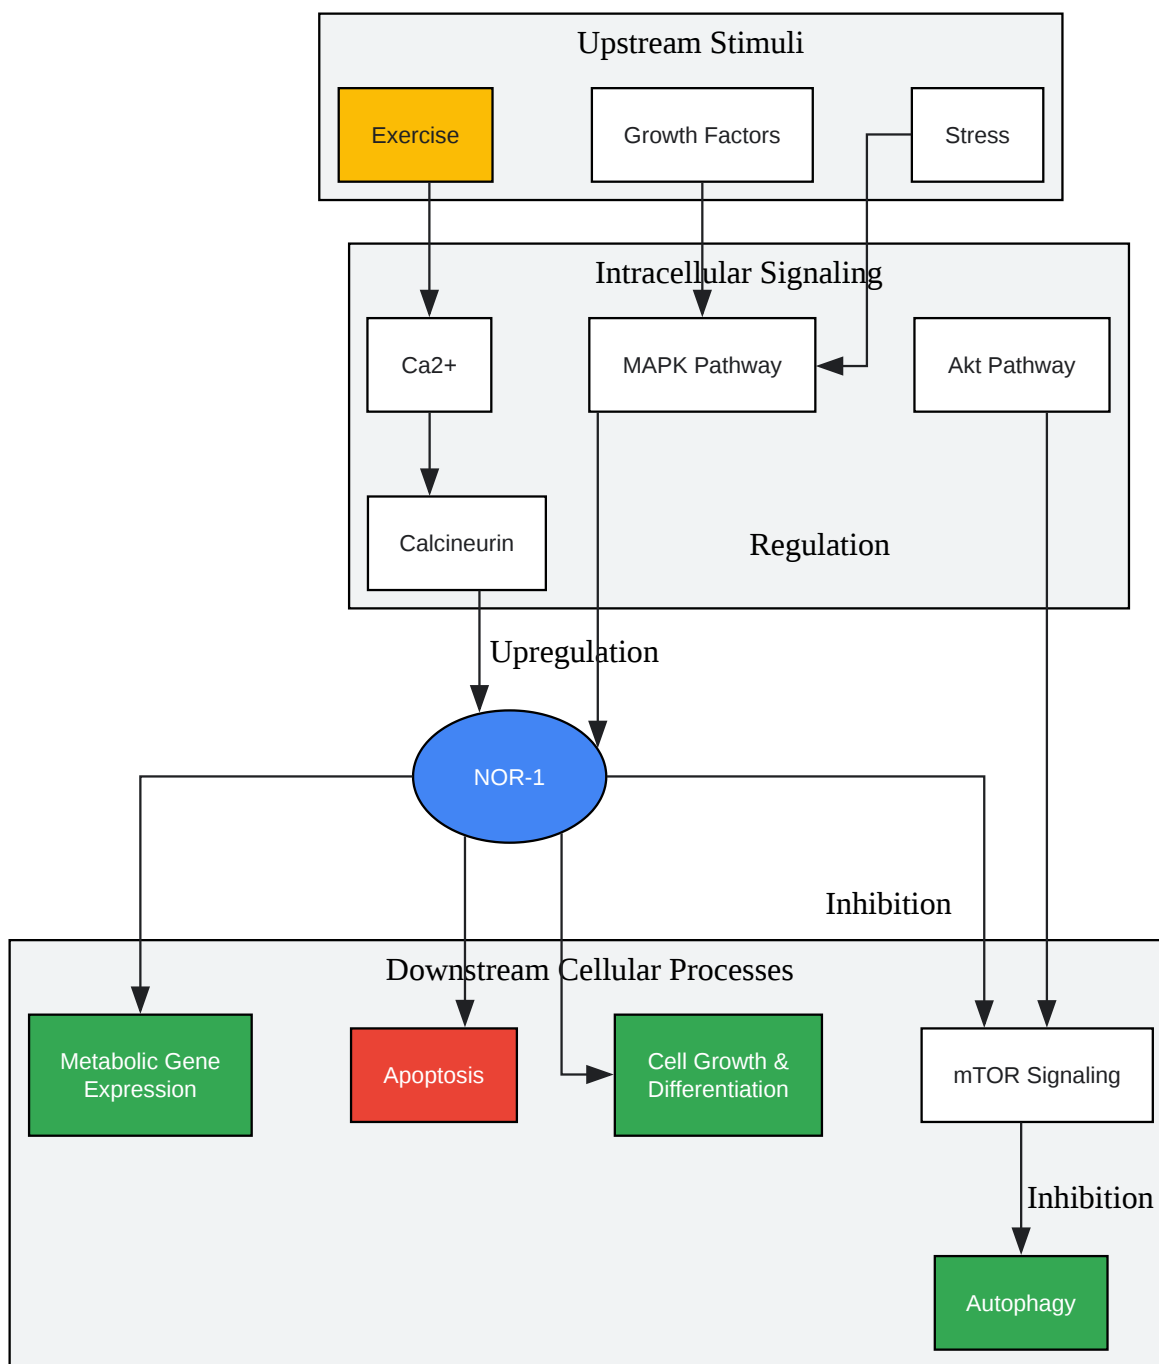 Upstream Stimuli
Exercise
Growth Factors
Stress
Intracellular Signaling
Ca2+
MAPK Pathway
Akt Pathway
Calcineurin
Regulation
Upregulation
NOR-1
Inhibition
Downstream Cellular Processes
Metabolic Gene
Expression
Apoptosis
Cell Growth &
Differentiation
mTOR Signaling
Inhibition
Autophagy